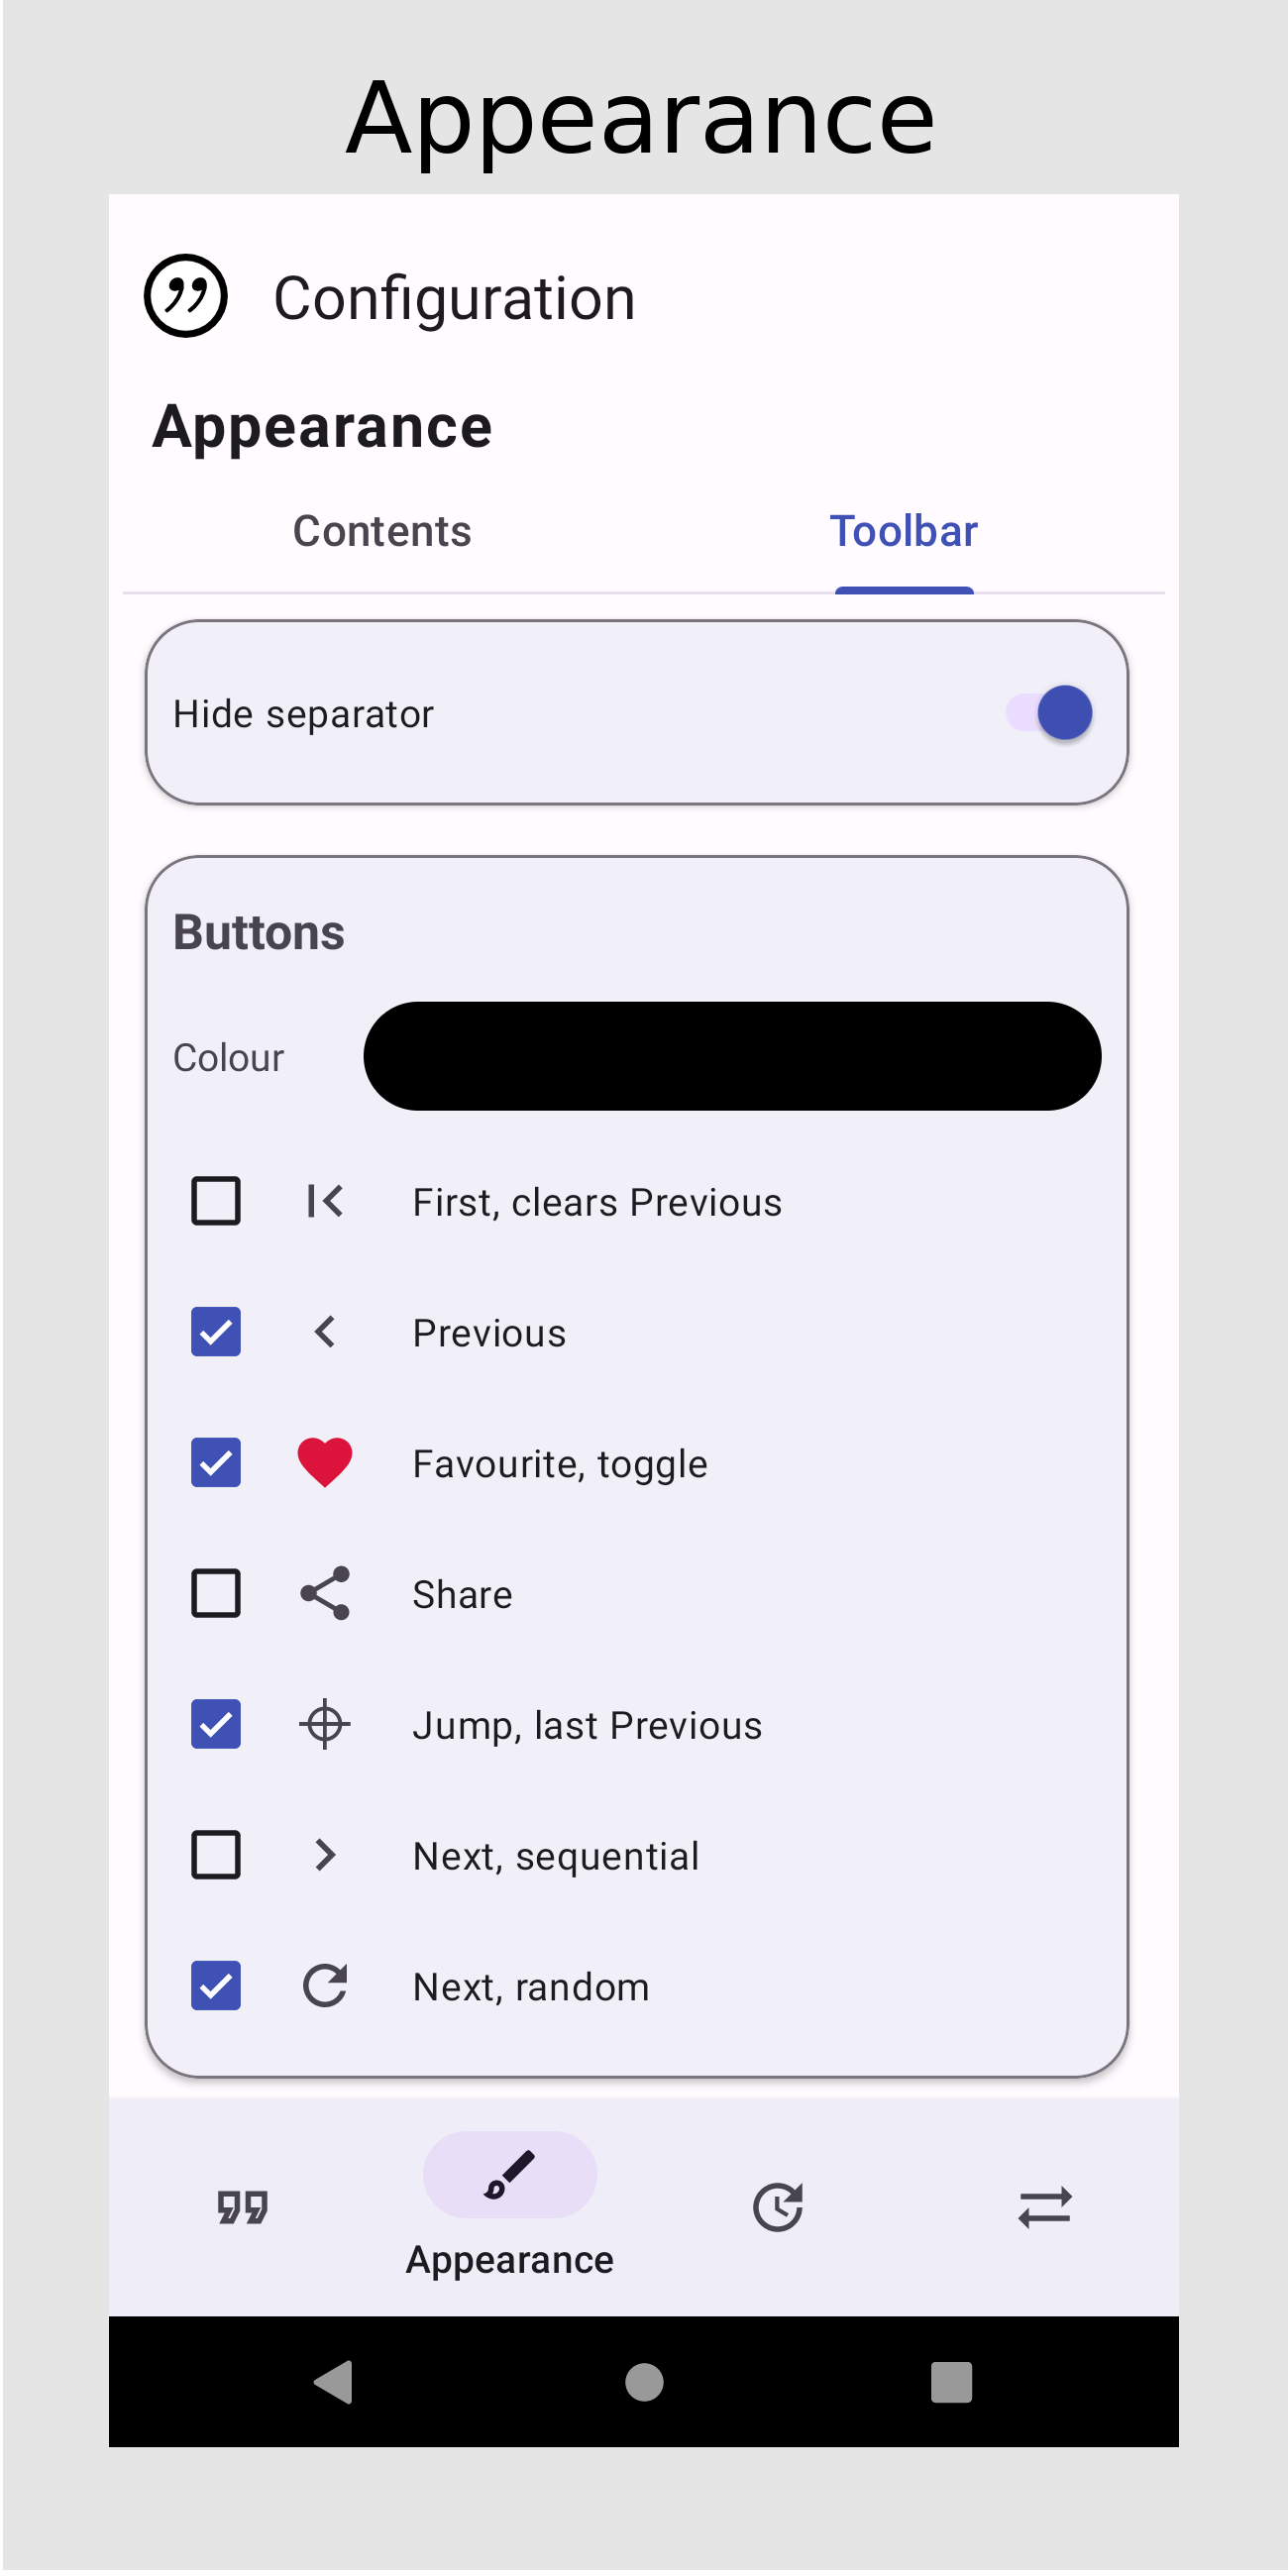 Appearance
Configuration
Appearance
Contents Toolbar
Hide separator
Buttons
Colour
First, clears Previous
Previous
Favourite, toggle
Share
Jump, last Previous
Next, sequential
Next, random
Appearance